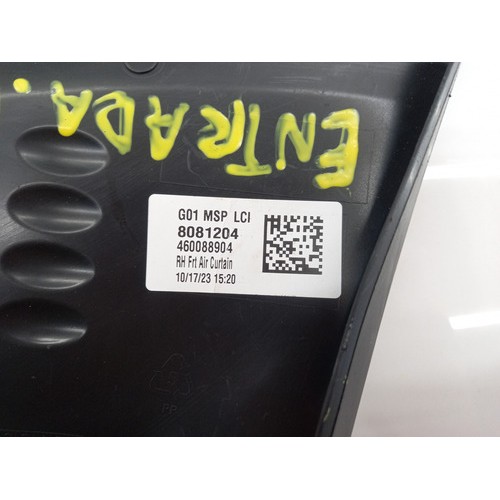 ENTRADA.
G01 MSP LCI
8081204
460088904
RH Frt Air Curtain
10/17/23 15:20